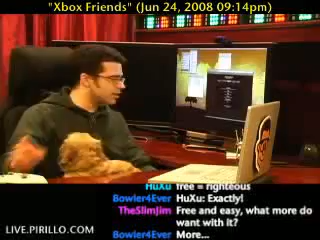 "Xbox Friends" (Jun 24, 2008 09:14pm)
HuXu free = righteous
Bowler4Ever HuXu: Exactly!
TheSlimJim Free and easy, what more do
want with it?
Bowler4Ever More...
LIVE.PIRILLO.COM